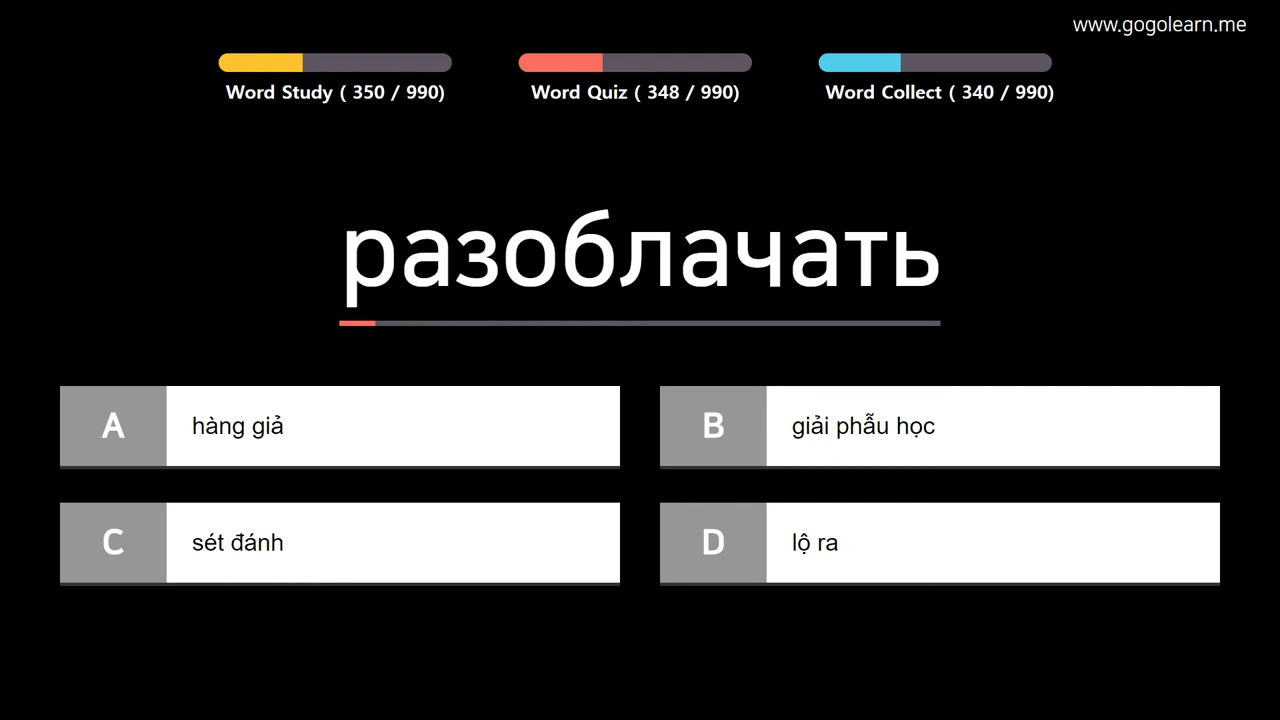 www.gogolearn.me
Word Study ( 350 / 990)
Word Quiz ( 348 / 990)
Word Collect ( 340 / 990)
разоблачать
A hàng giả
B giải phẫu học
C sét đánh
D lộ ra